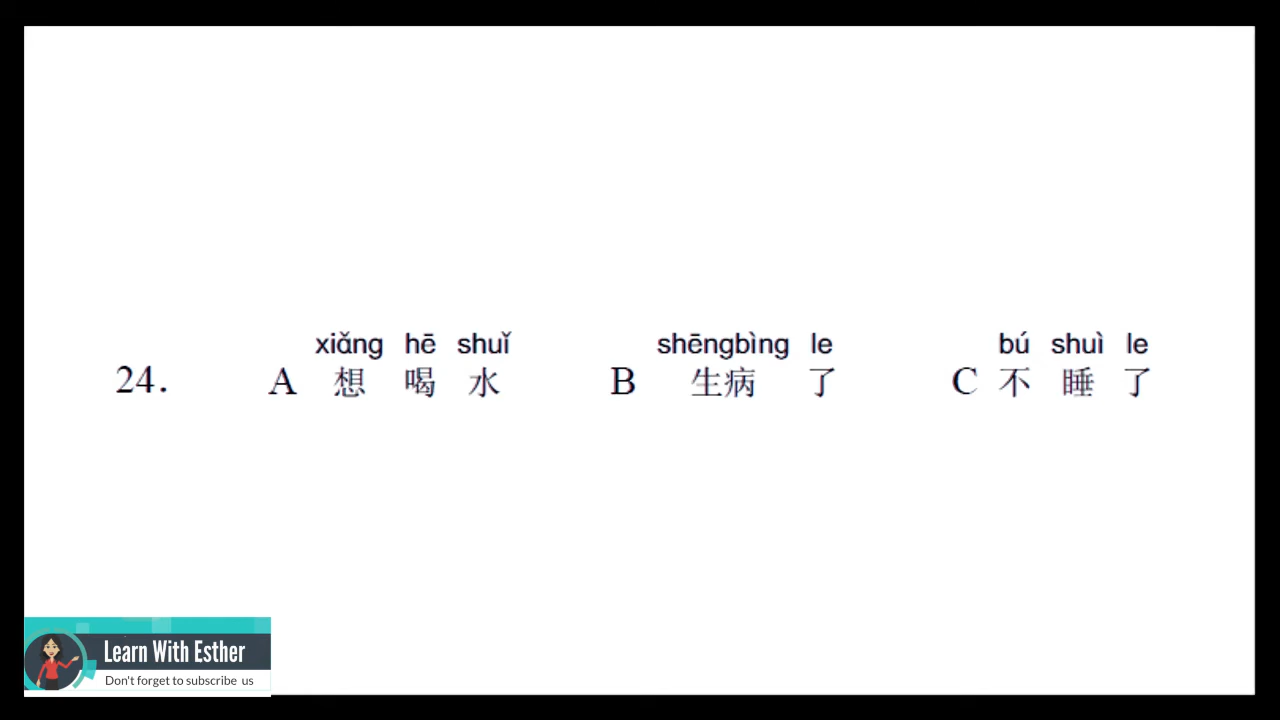 xiǎng hē shuǐ shēngbìng le bú shuì le
24. A 想 喝 水 B 生病 了 C 不 睡 了
Learn With Esther
Don't forget to subscribe us